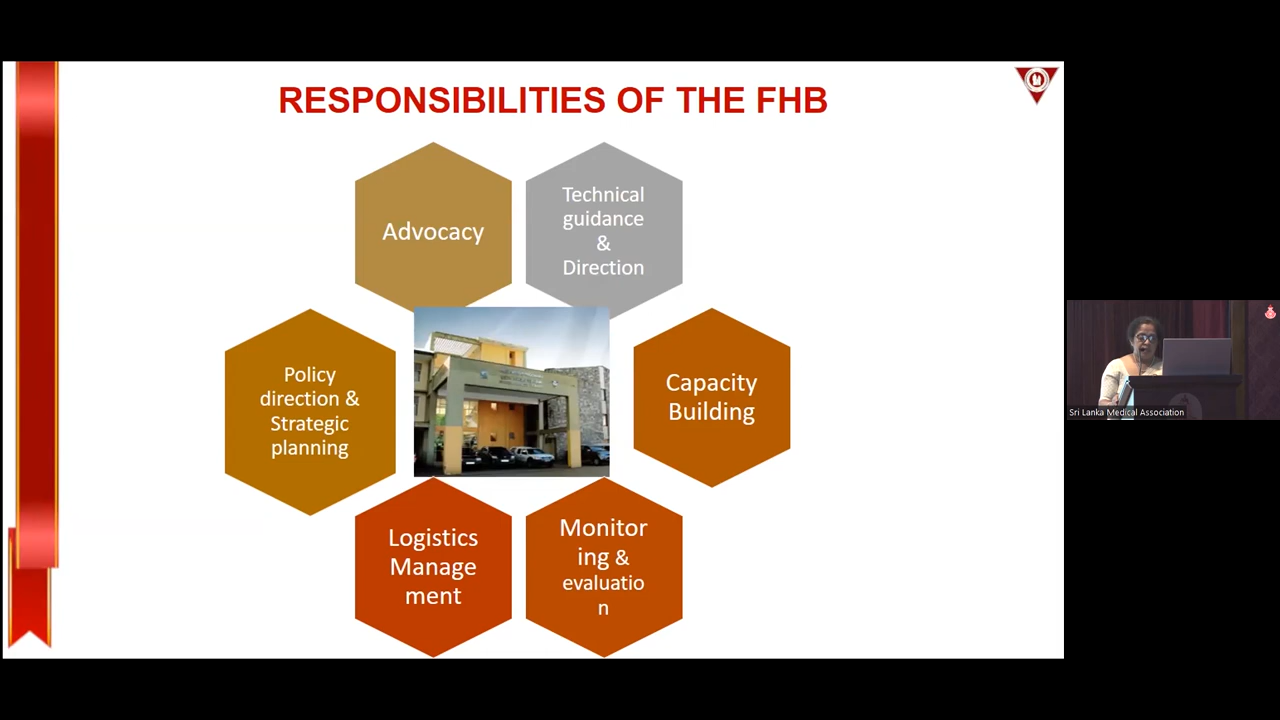 RESPONSIBILITIES OF THE FHB
Advocacy
Technical
guidance
&
Direction
Policy
direction &
Strategic
planning
Capacity
Building
Logistics
Manage
ment
Monitor
ing &
evaluatio
n
Sri Lanka Medical Association